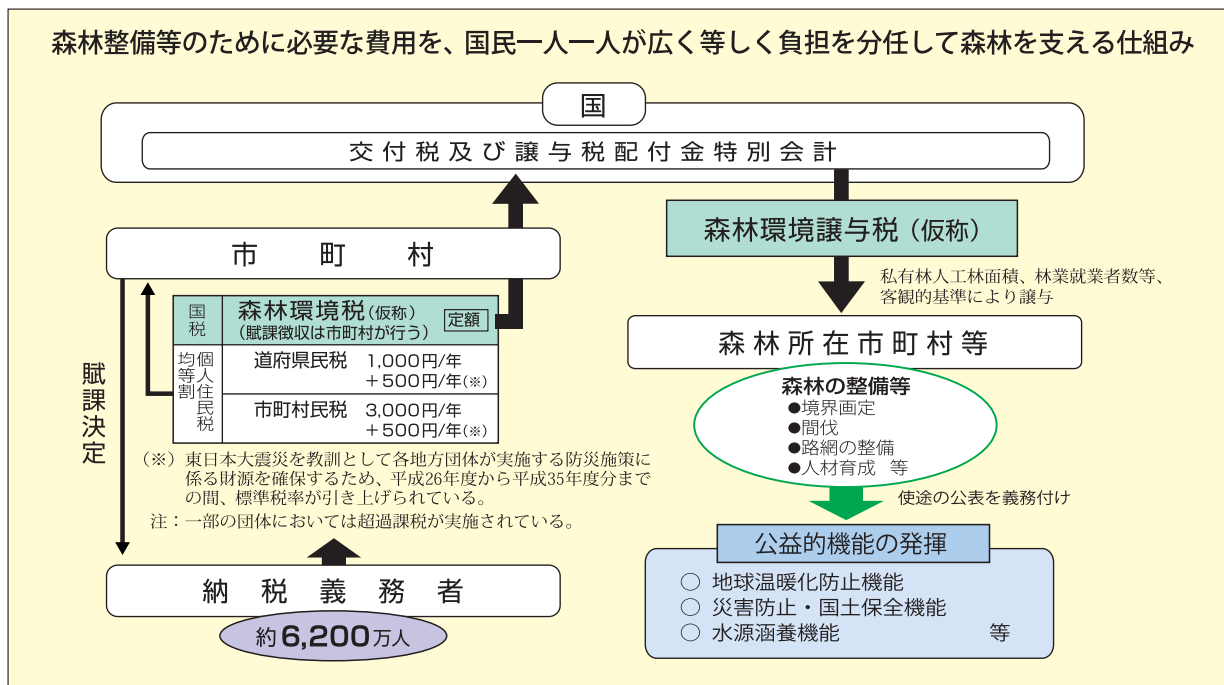 森林整備等のために必要な費用を、国民一人一人が広く等しく負担を分任して森林を支える仕組み
国
交付税及び譲与税配付金特別会計
市町村
国税
森林環境税(仮称)
(賦課徴収は市町村が行う)
定額
個人住民税
均等割
道府県民税 1,000円/年
+500円/年(※)
市町村民税 3,000円/年
+500円/年(※)
賦課決定
(※)東日本大震災を教訓として各地方団体が実施する防災施策に
係る財源を確保するため、平成26年度から平成35年度分まで
の間、標準税率が引き上げられている。
注:一部の団体においては超過課税が実施されている。
納税義務者
約6,200万人
森林環境譲与税(仮称)
私有林人工林面積、林業就業者数等、
客観的基準により譲与
森林所在市町村等
森林の整備等
●境界画定
●間伐
●路網の整備
●人材育成 等
使途の公表を義務付け
公益的機能の発揮
○ 地球温暖化防止機能
○ 災害防止・国土保全機能
○ 水源涵養機能 等